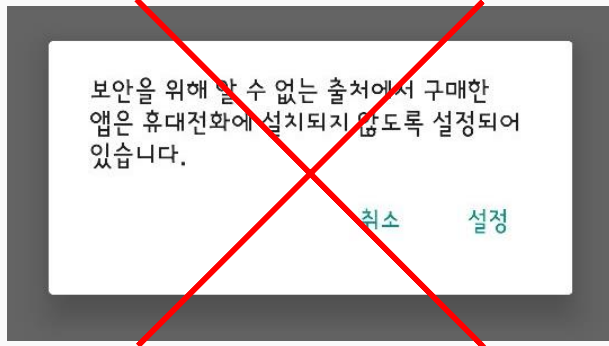 보안을 위해 알 수 없는 출처에서 구매한
앱은 휴대전화에 설치되지 않도록 설정되어
있습니다.
취소 설정